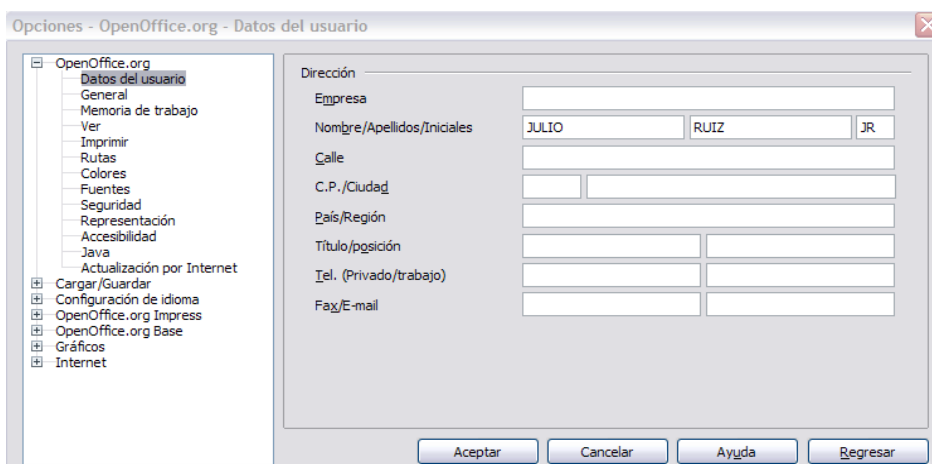 Opciones - OpenOffice.org - Datos del usuario
OpenOffice.org
Datos del usuario
General
Memoria de trabajo
Ver
Imprimir
Rutas
Colores
Fuentes
Seguridad
Representación
Accesibilidad
Java
Actualización por Internet
Cargar/Guardar
Configuración de idioma
OpenOffice.org Impress
OpenOffice.org Base
Gráficos
Internet
Dirección
Empresa
Nombre/Apellidos/Iniciales JULIO RUIZ JR
Calle
C.P./Ciudad
País/Región
Título/posición
Tel. (Privado/trabajo)
Fax/E-mail
Aceptar Cancelar Ayuda Regresar